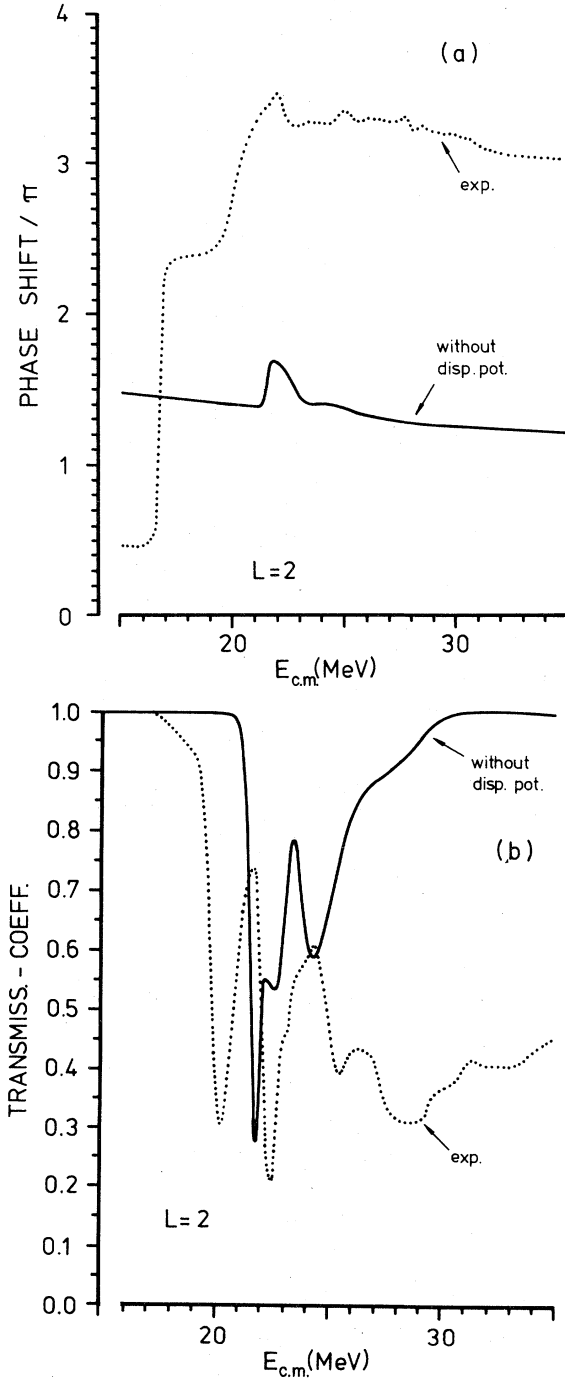 4
3
2
1
0
PHASE SHIFT / π
(a)
exp.
without
disp. pot.
L=2
20
30
E c.m. (MeV)
1.0
0.9
0.8
0.7
0.6
0.5
0.4
0.3
0.2
0.1
0.0
TRANSMISS. - COEFF.
without
disp. pot.
(b)
exp.
L=2
20
30
E c.m. (MeV)